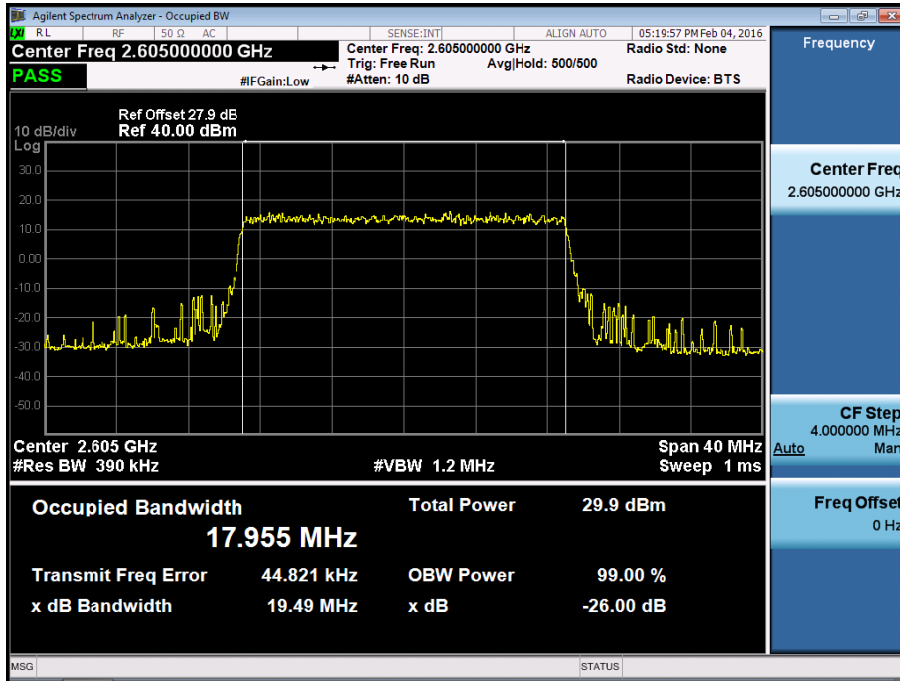 Agilent Spectrum Analyzer - Occupied BW
LXI RL RF 50 Ω AC SENSE:INT ALIGN AUTO 05:19:57 PM Feb 04, 2016
Center Freq 2.605000000 GHz
Center Freq: 2.605000000 GHz
Radio Std: None
Trig: Free Run Avg|Hold: 500/500
PASS
#IFGain:Low
#Atten: 10 dB
Radio Device: BTS
Ref Offset 27.9 dB
10 dB/div Ref 40.00 dBm
Log
30.0
20.0
10.0
0.00
-10.0
-20.0
-30.0
-40.0
-50.0
Center 2.605 GHz Span 40 MHz
#Res BW 390 kHz #VBW 1.2 MHz Sweep 1 ms
Occupied Bandwidth Total Power 29.9 dBm
17.955 MHz
Transmit Freq Error 44.821 kHz OBW Power 99.00 %
x dB Bandwidth 19.49 MHz x dB -26.00 dB
MSG STATUS
Frequency
Center Freq
2.605000000 GHz
CF Step
4.000000 MHz
Auto Man
Freq Offset
0 Hz